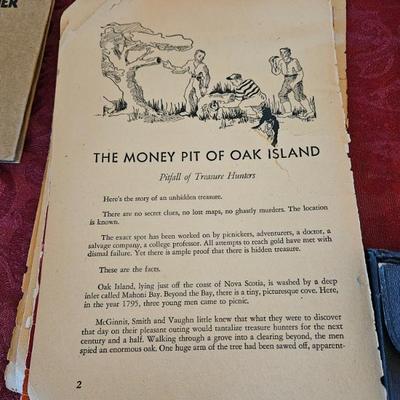 THE MONEY PIT OF OAK ISLAND
Pitfall of Treasure Hunters
Here's the story of an unhidden treasure.
There are no secret clues, no lost maps, no ghastly murders. The location
is known.
The exact spot has been worked on by picnickers, adventurers, a doctor, a
salvage company, a college professor. All attempts to reach gold have met with
dismal failure. Yet there is ample proof that there is hidden treasure.
These are the facts.
Oak Island, lying just off the coast of Nova Scotia, is washed by a deep
inlet called Mahoni Bay. Beyond the Bay, there is a tiny, picturesque cove. Here,
in the year 1795, three young men came to picnic.
McGinnit, Smith and Vaughn little knew that what they were to discover
that day on their pleasant outing would tantalize treasure hunters for the next
century and a half. Walking through a grove into a clearing beyond, the men
spied an enormous oak. One huge arm of the tree had been sawed off, apparent-
2